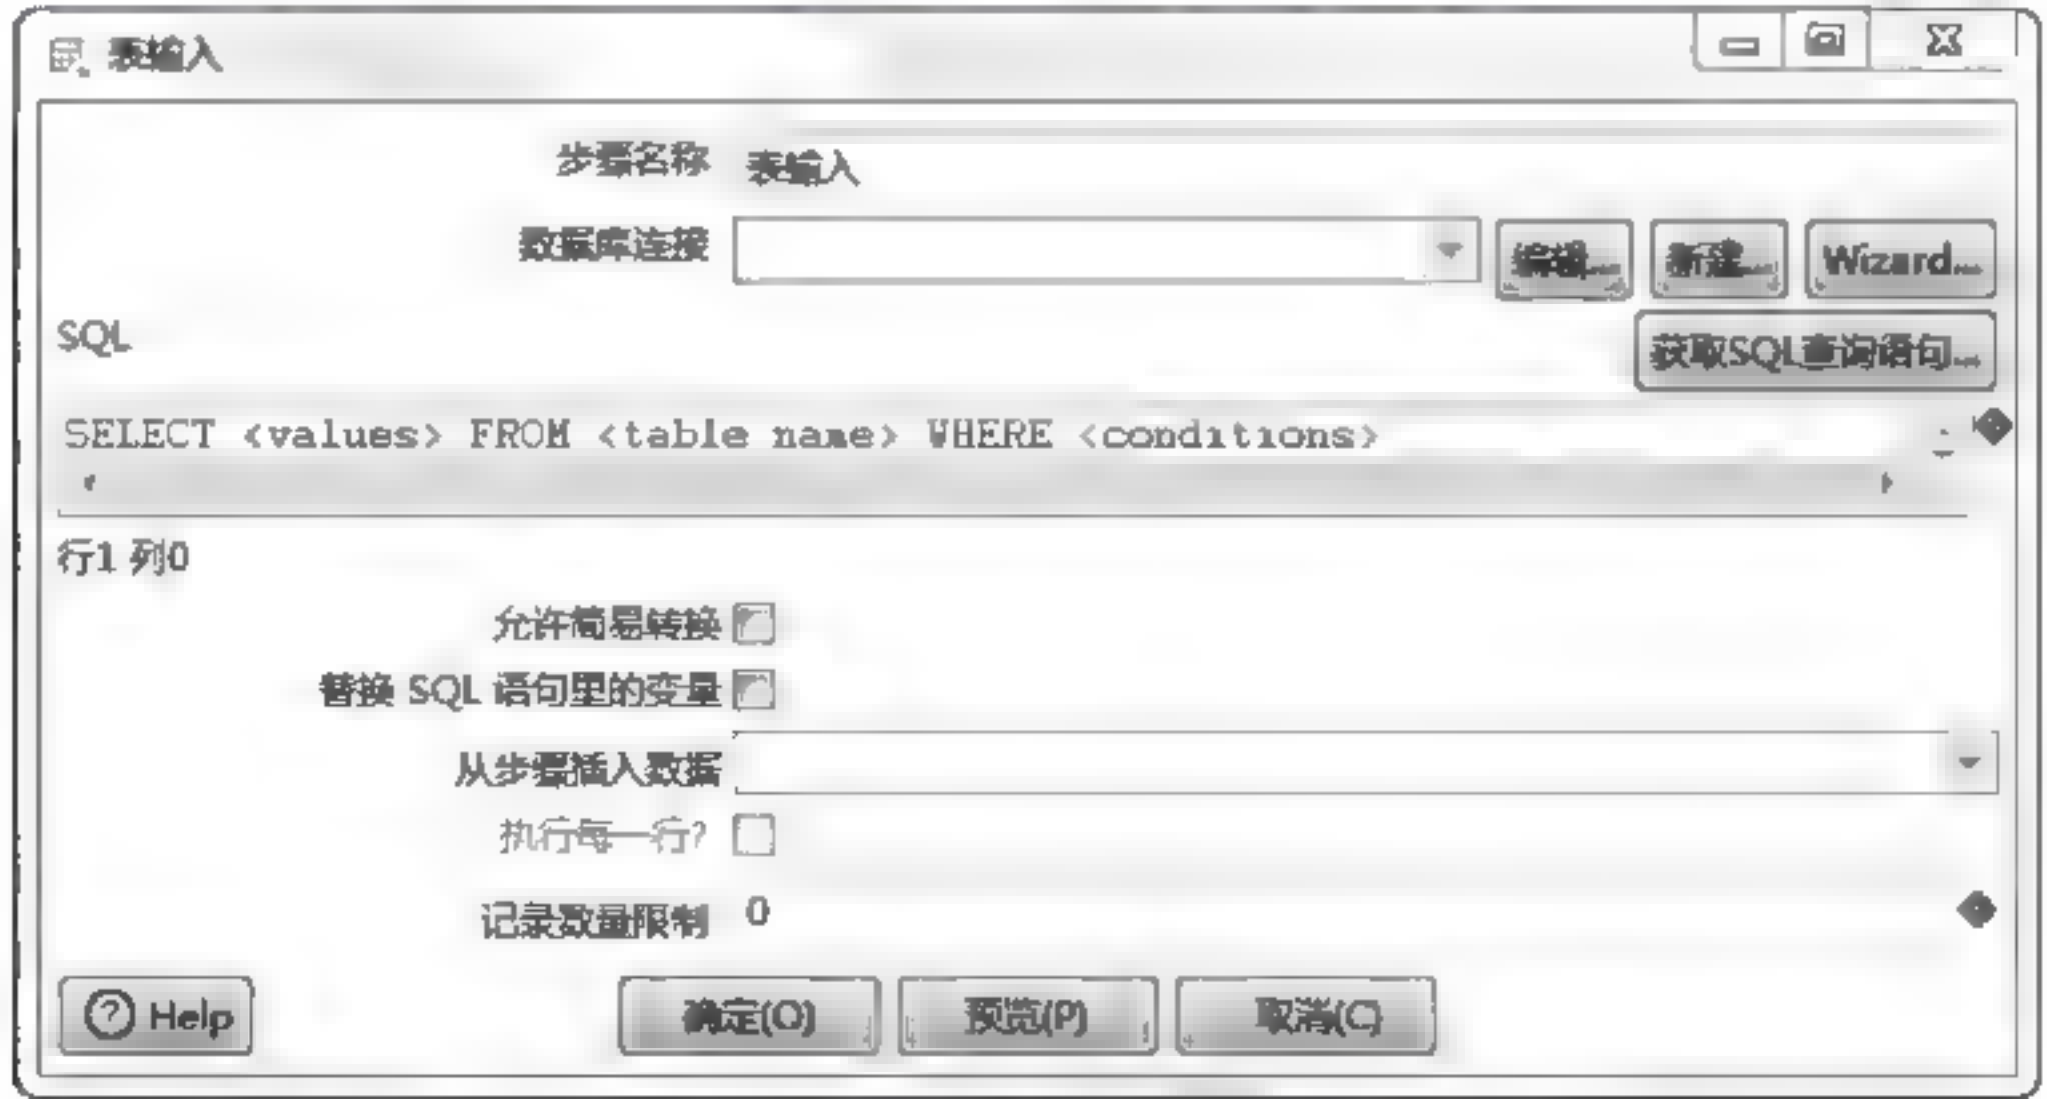 表输入
步骤名称 表输入
数据库连接 编辑... 新建... Wizard...
SQL 获取SQL查询语句...
SELECT <values> FROM <table name> WHERE <conditions>
行1 列0
允许简易转换
替换 SQL 语句里的变量
从步骤插入数据
执行每一行?
记录数量限制 0
Help 确定(O) 预览(P) 取消(C)